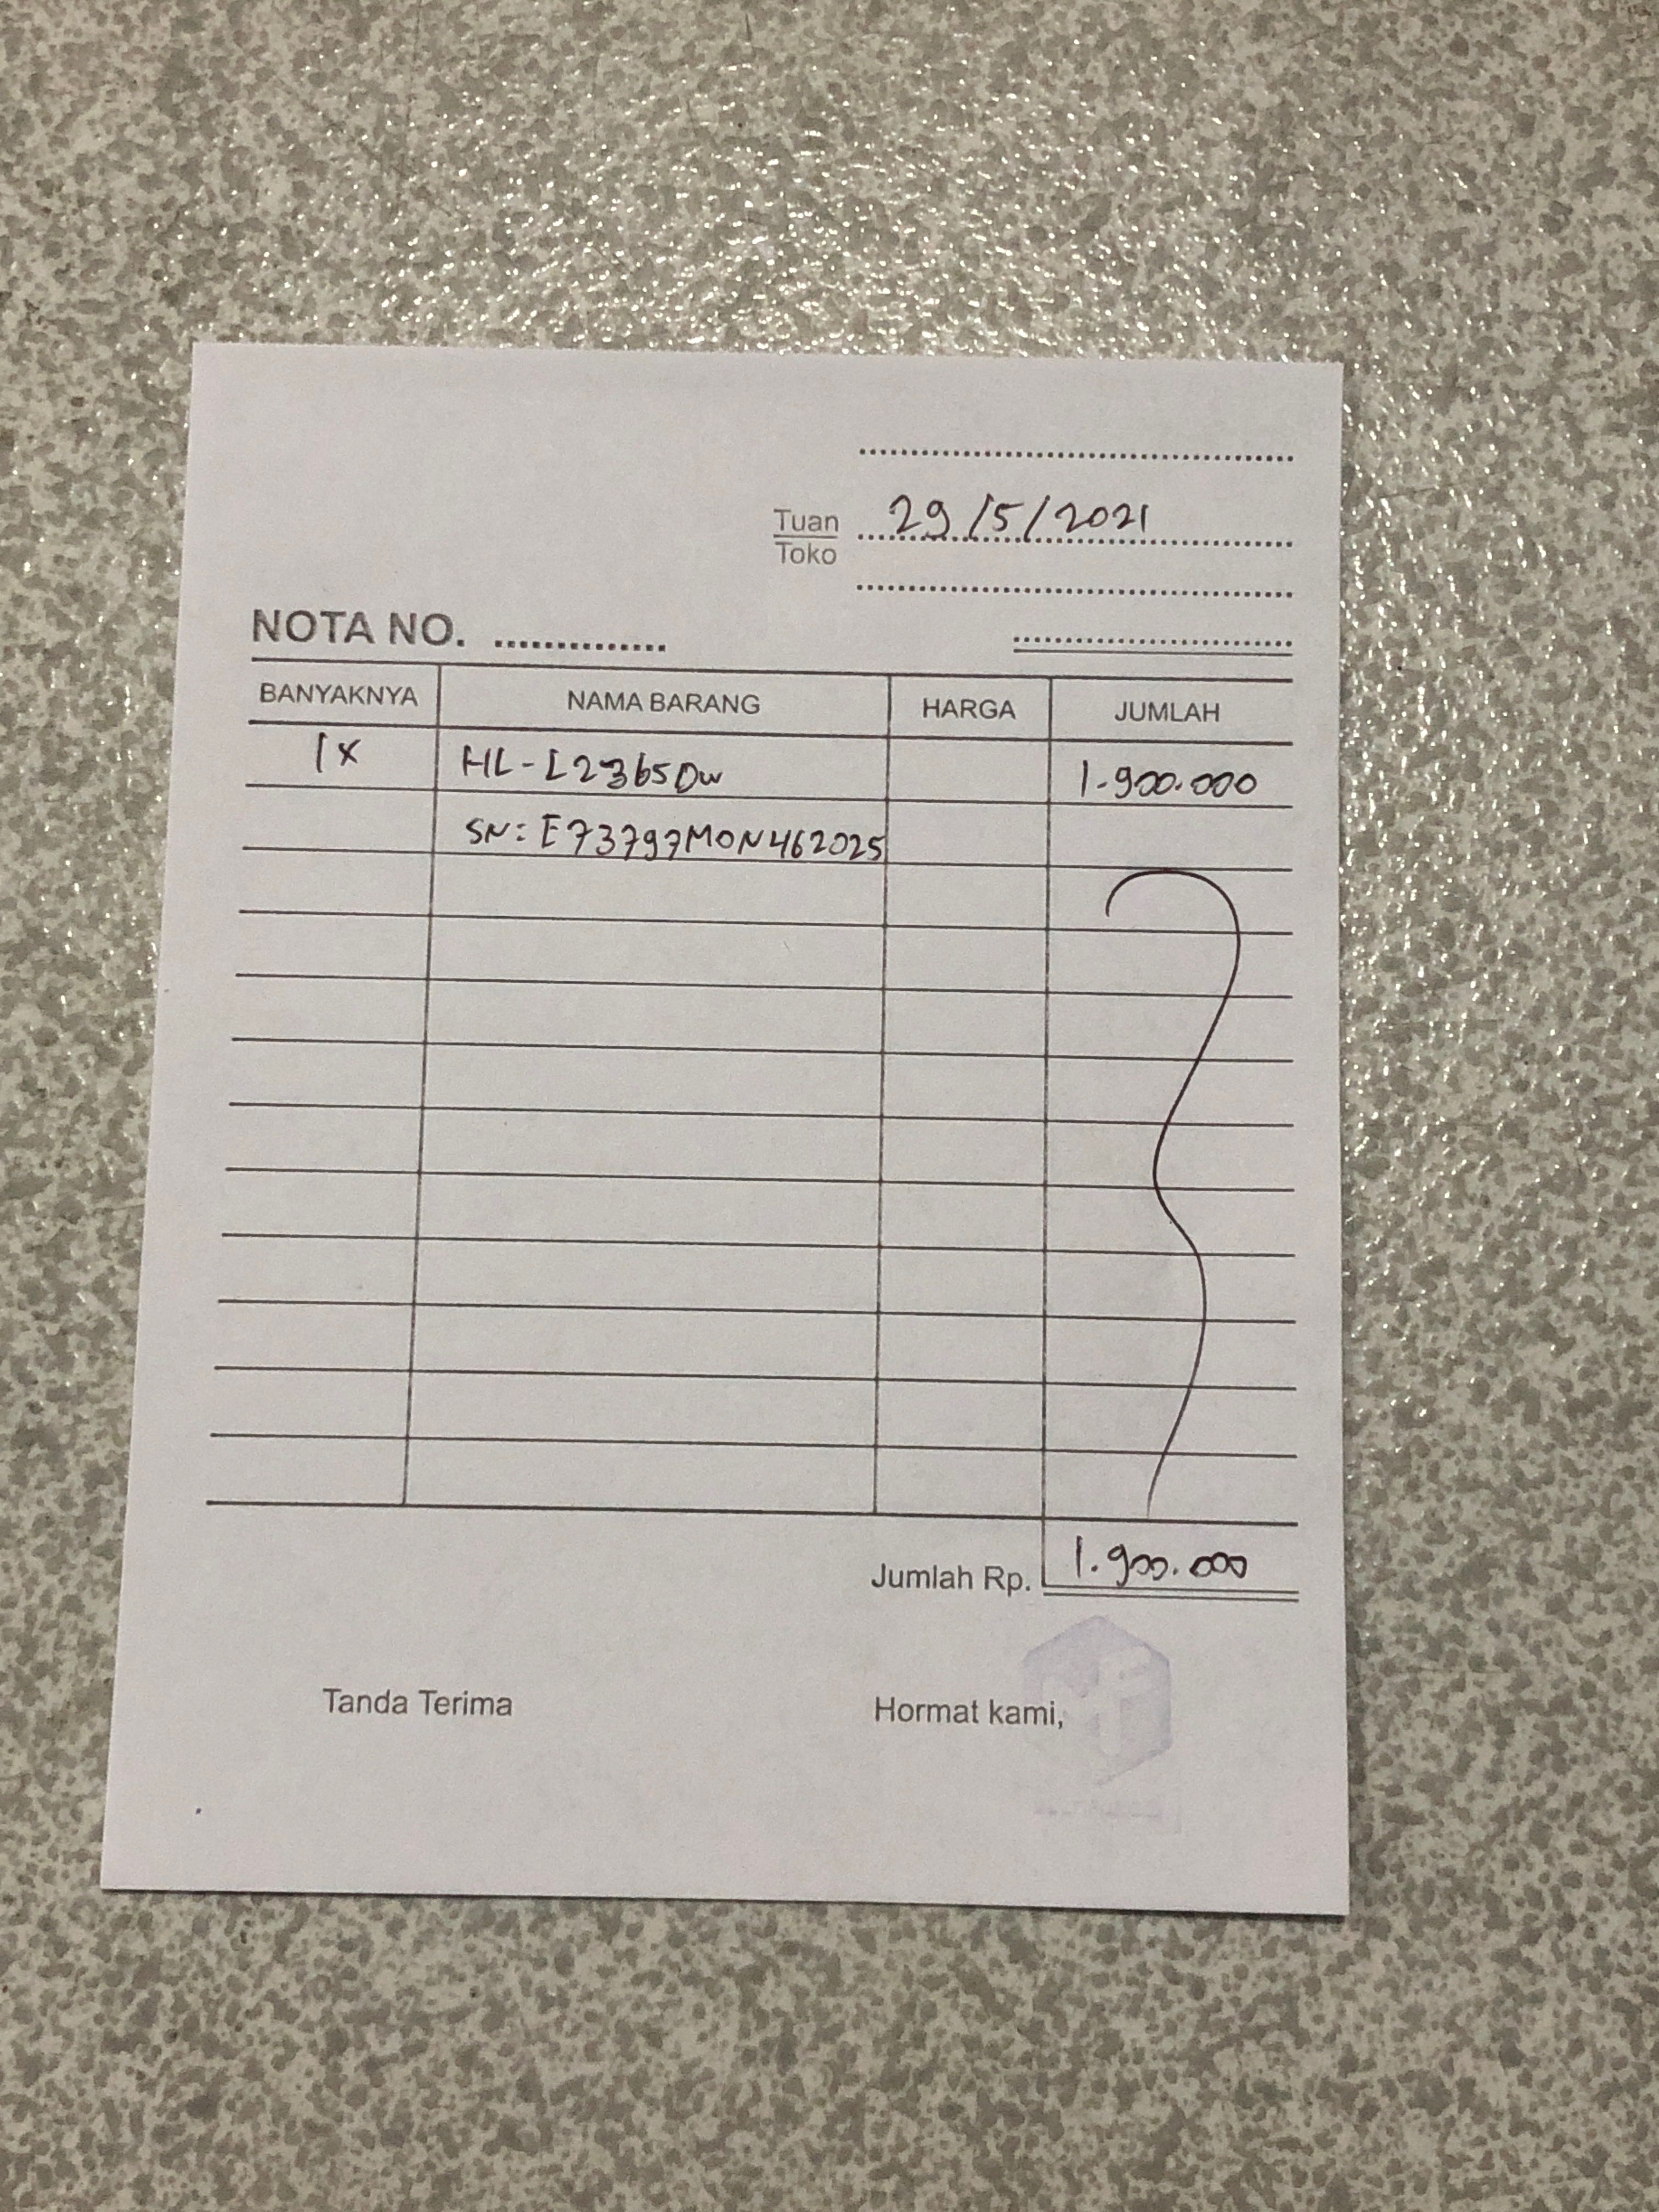 Tuan
Toko
29/5/2021
NOTA NO.
BANYAKNYA NAMA BARANG HARGA JUMLAH
1x HL-L2365Dw 1.900.000
SN: E73797M0N462025
Jumlah Rp. 1.900.000
Tanda Terima Hormat kami,